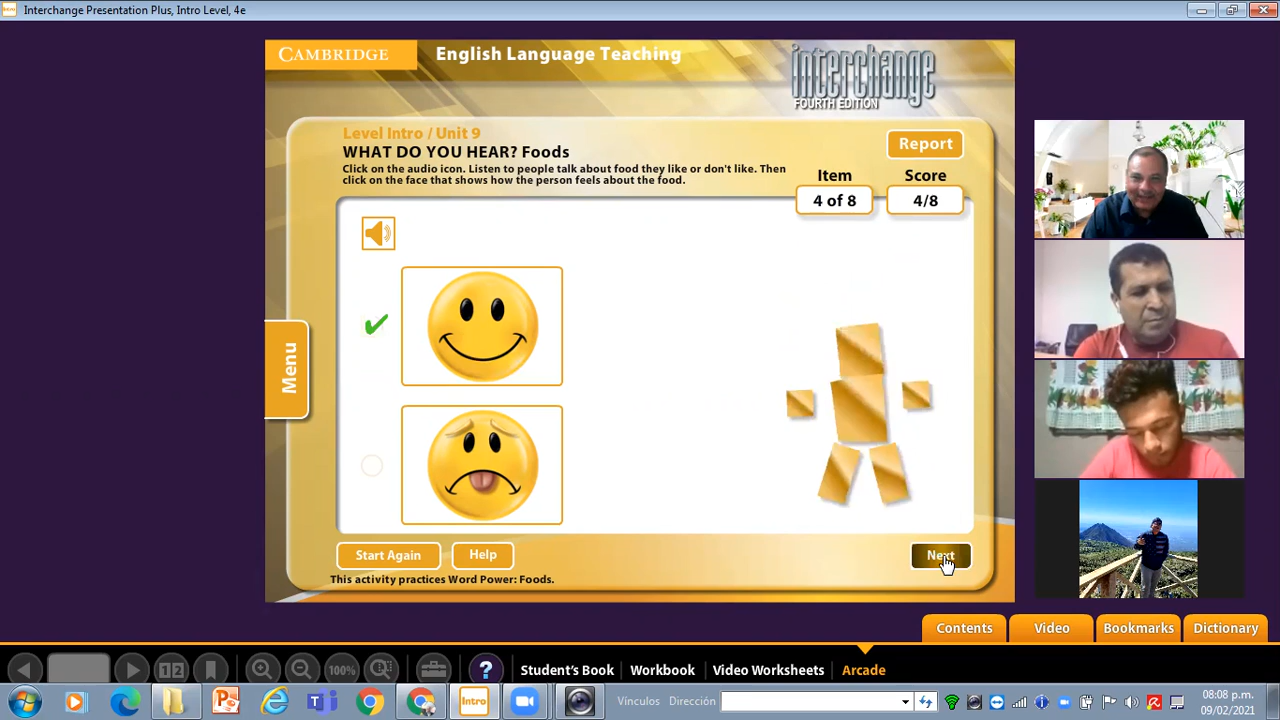 Interchange Presentation Plus, Intro Level, 4e
CAMBRIDGE
English Language Teaching
interchange
FOURTH EDITION
Level Intro / Unit 9
WHAT DO YOU HEAR? Foods
Click on the audio icon. Listen to people talk about food they like or don't like. Then
click on the face that shows how the person feels about the food.
Report
Item
Score
4 of 8
4/8
Menu
Start Again
Help
Next
This activity practices Word Power: Foods.
Contents
Video
Bookmarks
Dictionary
12
100%
?
Student's Book
Workbook
Video Worksheets
Arcade
Intro
Vínculos
Dirección
08:08 p.m.
09/02/2021